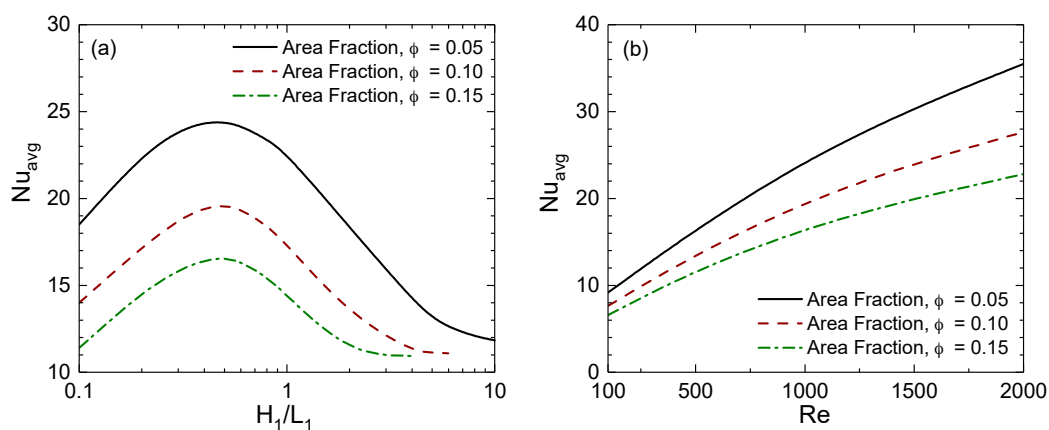 (a)
Area Fraction, ϕ = 0.05
Area Fraction, ϕ = 0.10
Area Fraction, ϕ = 0.15
30
25
20
15
10
Nu_avg
0.1
1
10
H_1/L_1
(b)
40
30
20
10
0
Nu_avg
Area Fraction, ϕ = 0.05
Area Fraction, ϕ = 0.10
Area Fraction, ϕ = 0.15
100
500
1000
1500
2000
Re